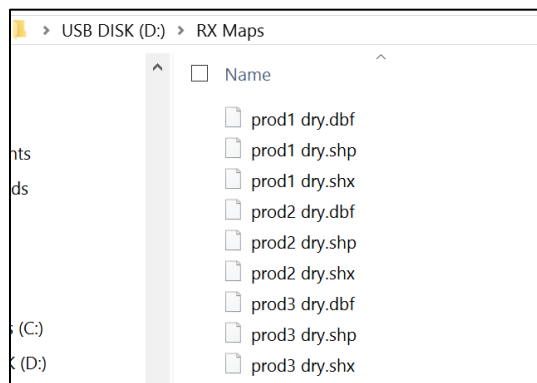 > USB DISK (D:) > RX Maps
Name
prod1 dry.dbf
prod1 dry.shp
nts
prod1 dry.shx
ds
prod2 dry.dbf
prod2 dry.shp
prod2 dry.shx
prod3 dry.dbf
prod3 dry.shp
(C:)
prod3 dry.shx
(D:)